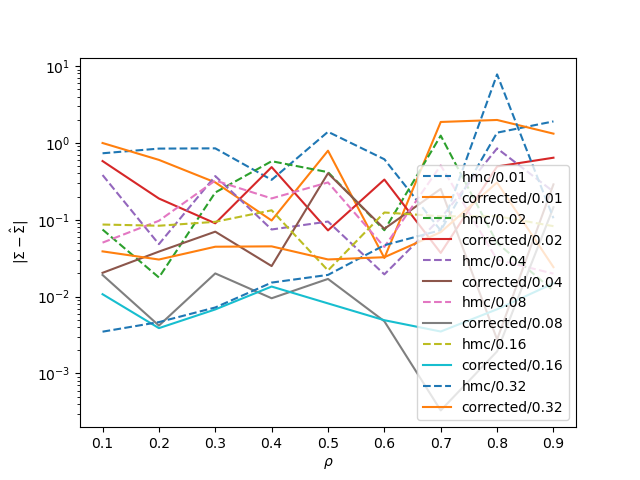 10¹
10⁰
10⁻¹
10⁻²
10⁻³
|Σ − Σ̂|
0.1 0.2 0.3 0.4 0.5 0.6 0.7 0.8 0.9
ρ
hmc/0.01
corrected/0.01
hmc/0.02
corrected/0.02
hmc/0.04
corrected/0.04
hmc/0.08
corrected/0.08
hmc/0.16
corrected/0.16
hmc/0.32
corrected/0.32